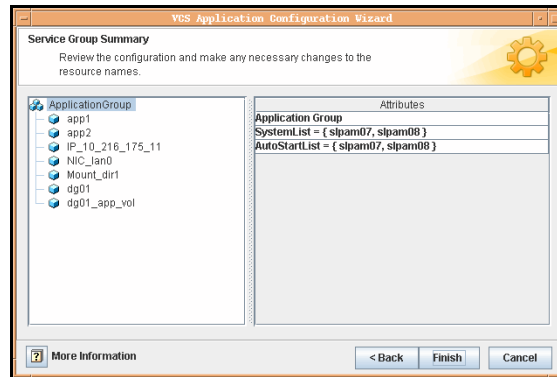 VCS Application Configuration Wizard
Service Group Summary
Review the configuration and make any necessary changes to the
resource names.
ApplicationGroup
app1
app2
IP_10_216_175_11
NIC_lan0
Mount_dir1
dg01
dg01_app_vol
Attributes
Application Group
SystemList = { slpam07, slpam08 }
AutoStartList = { slpam07, slpam08 }
? More Information
< Back
Finish
Cancel